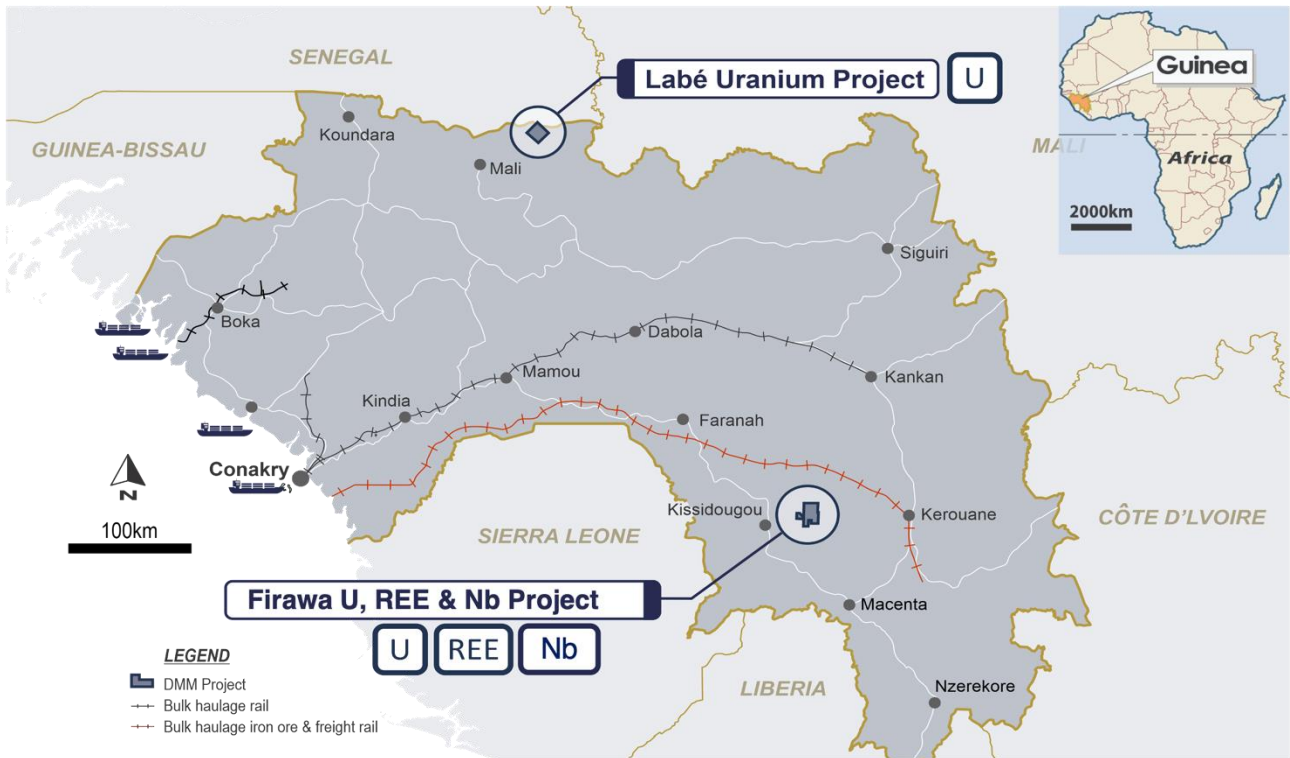 SENEGAL
Labé Uranium Project
U
Guinea
Africa
2000km
Koundara
GUINEA-BISSAU
Mali
MALI
Siguiri
Boka
Dabola
Mamou
Kankan
Kindia
Faranah
Conakry
N
100km
Kissidougou
Kerouane
SIERRA LEONE
CÔTE D'LVOIRE
Firawa U, REE & Nb Project
U
REE
Nb
Macenta
LIBERIA
Nzerekore
LEGEND
DMM Project
Bulk haulage rail
Bulk haulage iron ore & freight rail